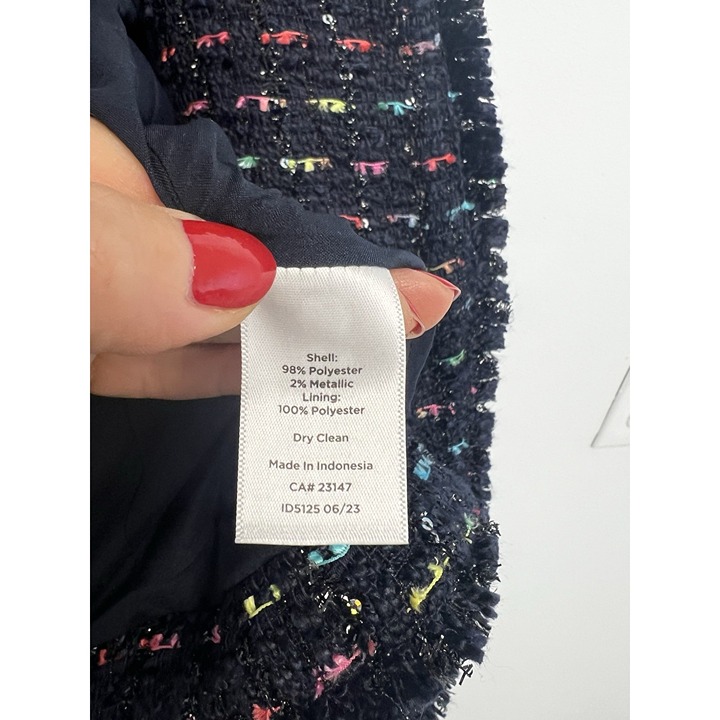 Shell:
98% Polyester
2% Metallic
Lining:
100% Polyester
Dry Clean
Made In Indonesia
CA# 23147
ID5125 06/23